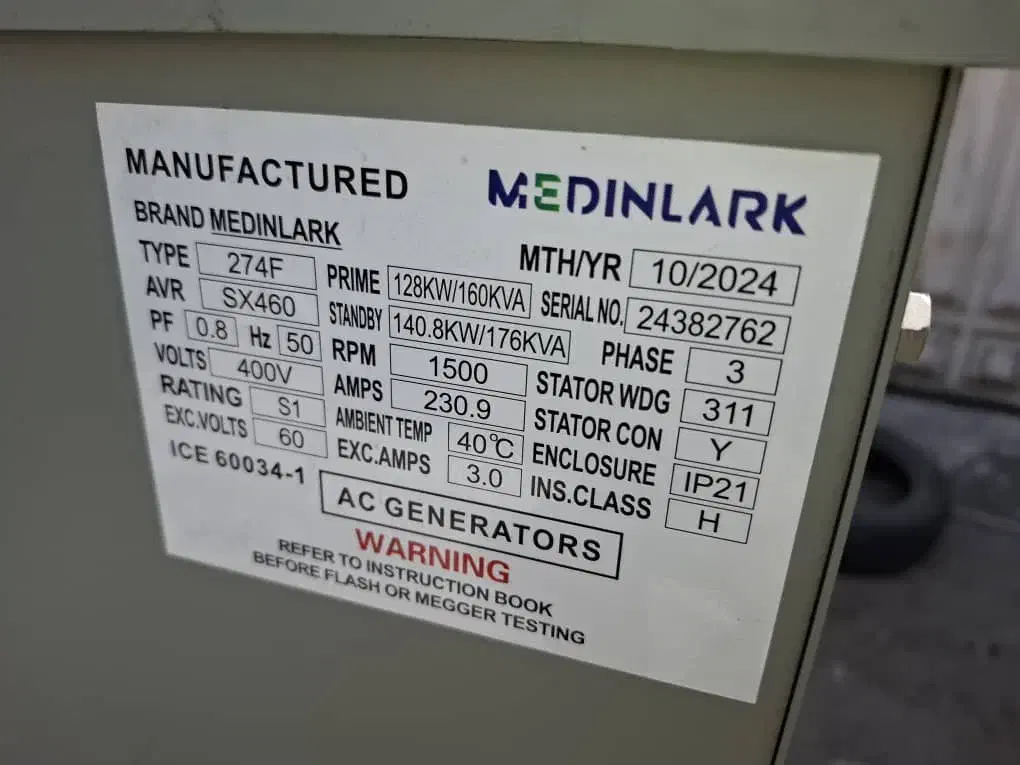 MANUFACTURED MEDINLARK
BRAND MEDINLARK MTH/YR 10/2024
TYPE 274F PRIME 128KW/160KVA SERIAL NO. 24382762
AVR SX460 STANDBY 140.8KW/176KVA PHASE 3
PF 0.8 Hz 50 RPM 1500 STATOR WDG 311
VOLTS 400V AMPS 230.9 STATOR CON Y
RATING S1 AMBIENT TEMP 40℃ ENCLOSURE IP21
EXC.VOLTS 60 EXC.AMPS 3.0 INS.CLASS H
ICE 60034-1 AC GENERATORS
WARNING
REFER TO INSTRUCTION BOOK
BEFORE FLASH OR MEGGER TESTING